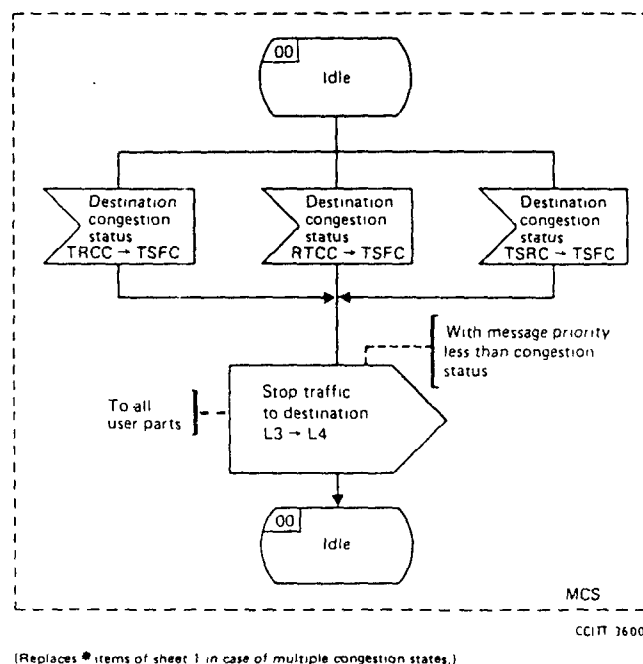 00
Idle
Destination
congestion
status
TRCC → TSFC
Destination
congestion
status
RTCC → TSFC
Destination
congestion
status
TSRC → TSFC
With message priority
less than congestion
status
To all
user parts
Stop traffic
to destination
L3 → L4
00
Idle
MCS
CCITT 3600
(Replaces * items of sheet 1 in case of multiple congestion states.)